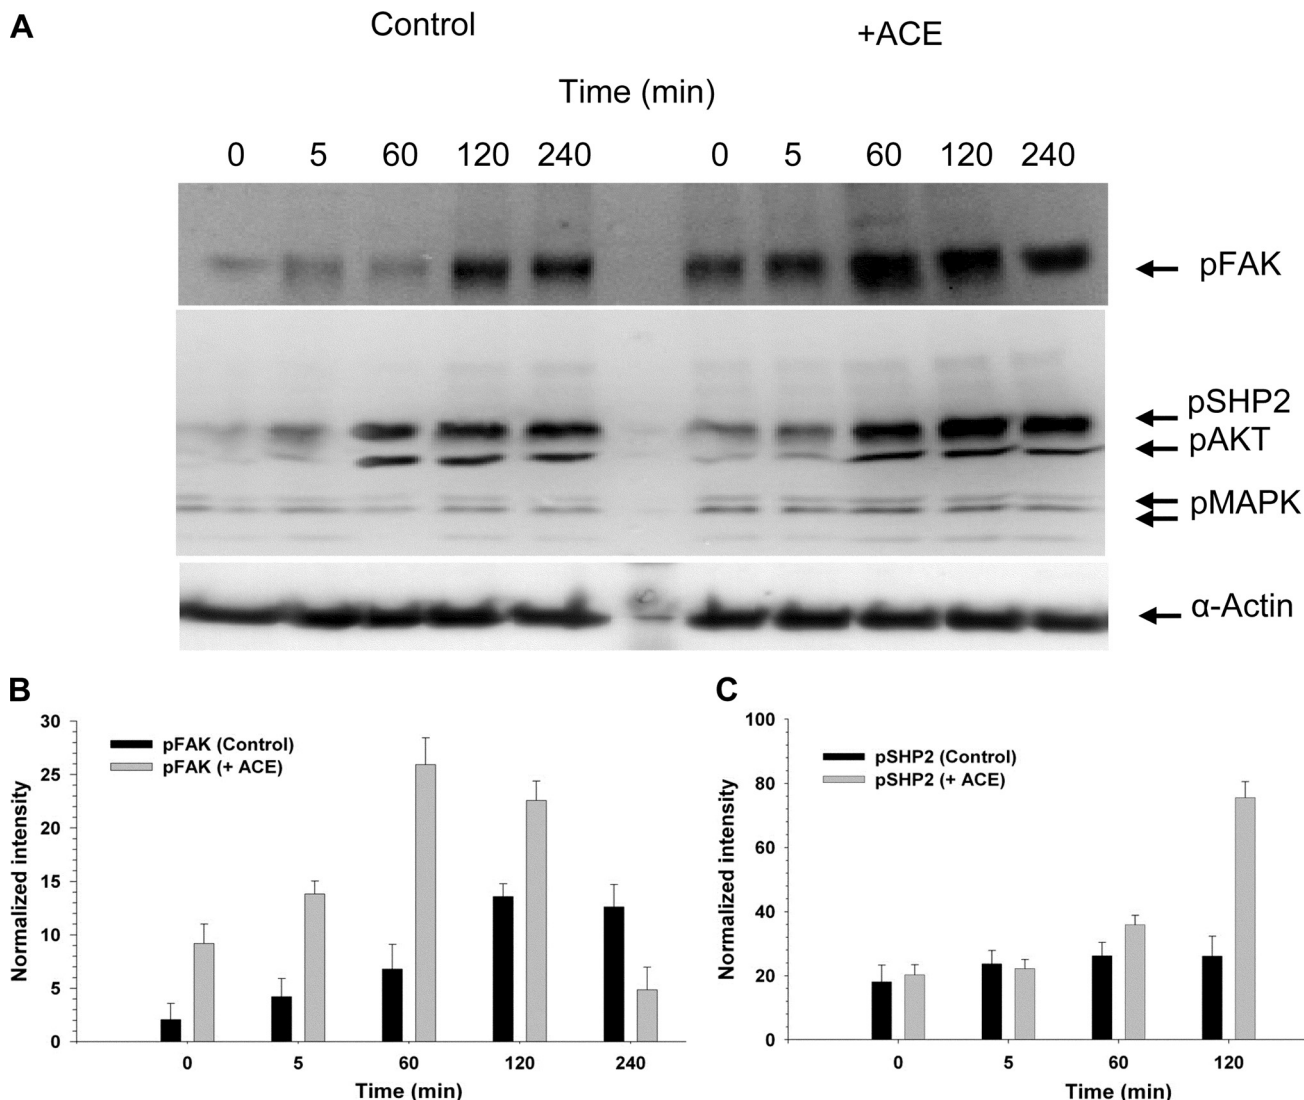 A
Control
+ACE
Time (min)
0 5 60 120 240 0 5 60 120 240
pFAK
pSHP2
pAKT
pMAPK
α-Actin
B
30
25
20
15
10
5
0
Normalized intensity
pFAK (Control)
pFAK (+ ACE)
0 5 60 120 240
Time (min)
C
100
80
60
40
20
0
Normalized intensity
pSHP2 (Control)
pSHP2 (+ ACE)
0 5 60 120
Time (min)